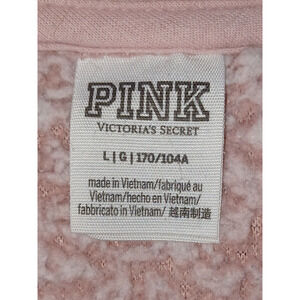 PINK
VICTORIA'S SECRET
L | G | 170/104A
made in Vietnam/fabriqué au
Vietnam/hecho en Vietnam/
fabbricato in Vietnam/ 越南制造